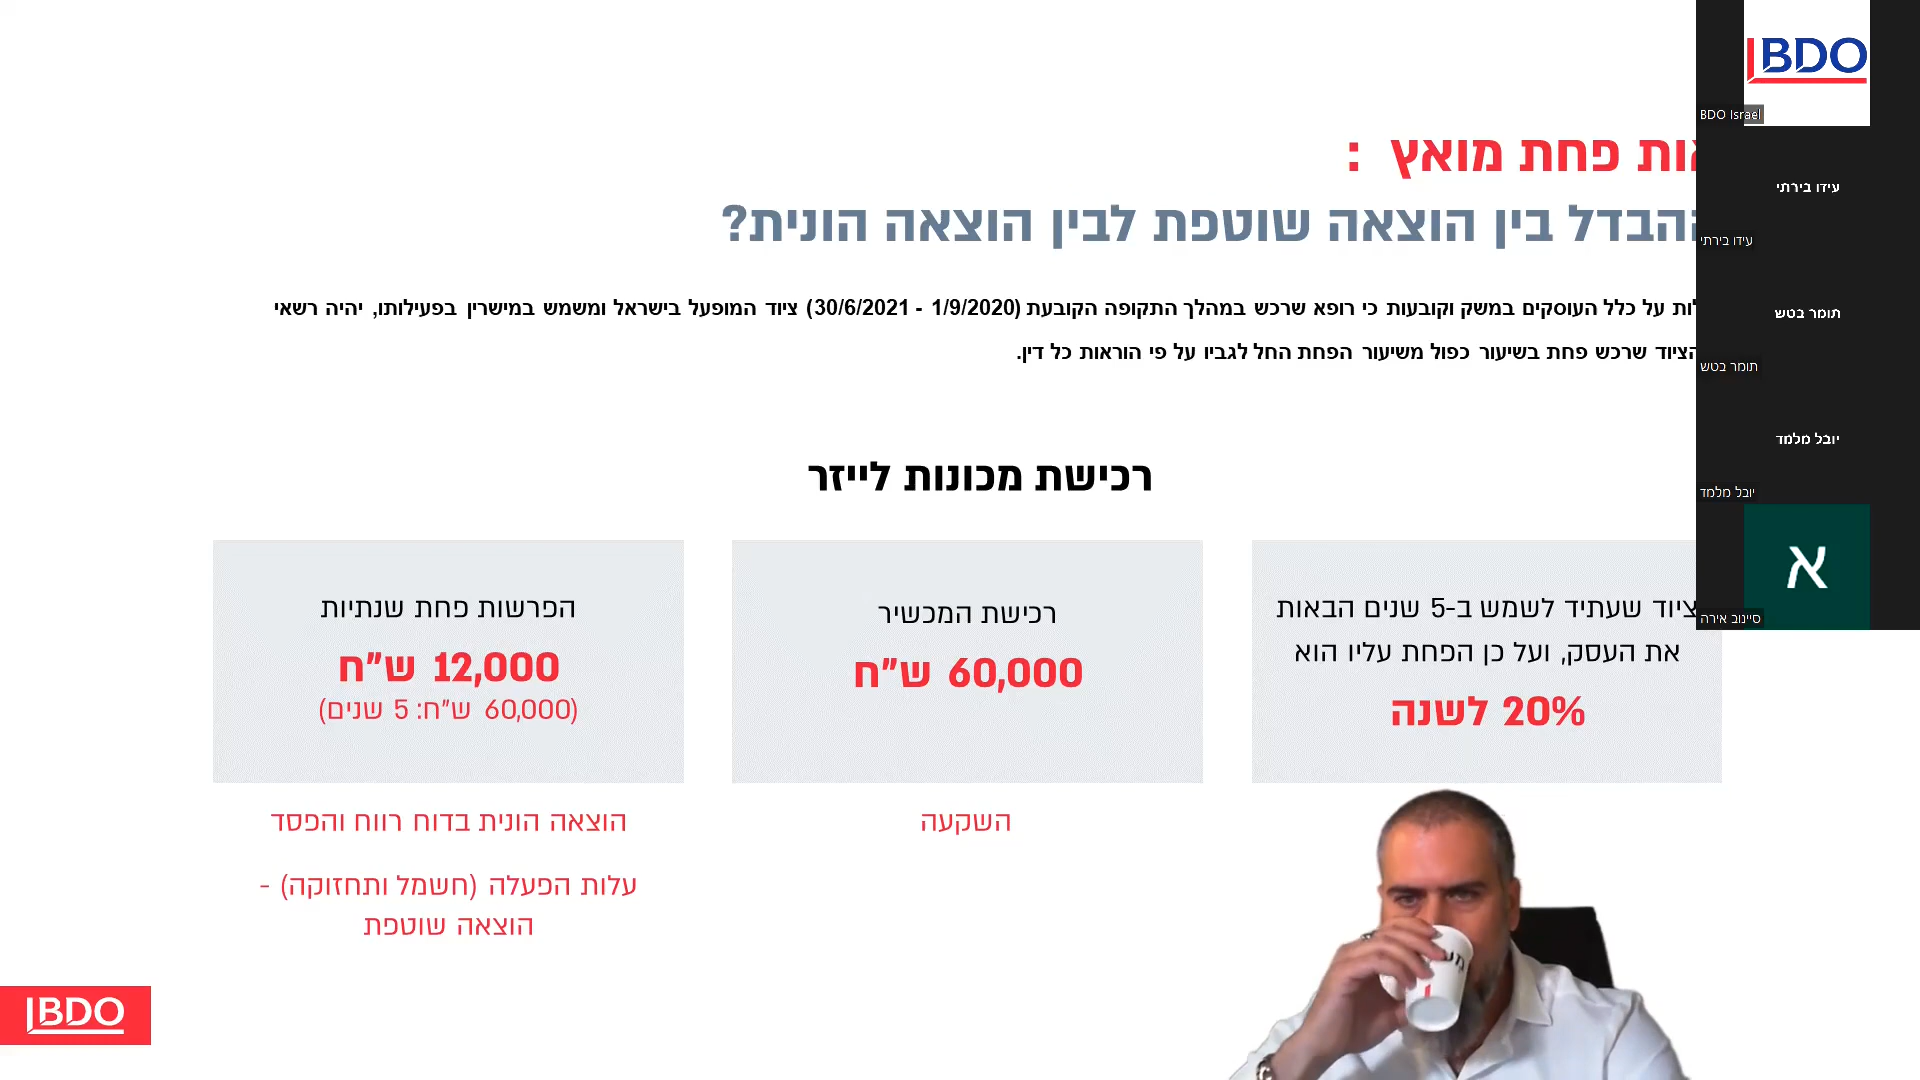 פחת מואץ :
בין הוצאה שוטפת לבין הוצאה הונית?
על כלל העוסקים במשק וקובעות כי רופא שרכש במהלך התקופה הקובעת (1/9/2020 - 30/6/2021) ציוד המופעל בישראל ומשמש במישרין בפעילותו, יהיה רשאי
שרכש פחת בשיעור כפול משיעור הפחת החל לגביו על פי הוראות כל דין.
רכישת מכונות לייזר
ציוד שעתיד לשמש ב-5 שנים הבאות
את העסק, ועל כן הפחת עליו הוא
20% לשנה
רכישת המכשיר
60,000 ש"ח
השקעה
הפרשות פחת שנתיות
12,000 ש"ח
(60,000 ש"ח: 5 שנים)
הוצאה הונית בדוח רווח והפסד
עלות הפעלה (חשמל ותחזוקה) -
הוצאה שוטפת
BDO
BDO
BDO Israel
עידו בירתי
עידו בירתי
תומר בטש
תומר בטש
יובל מלמד
יובל מלמד
א
סיינוב אירה